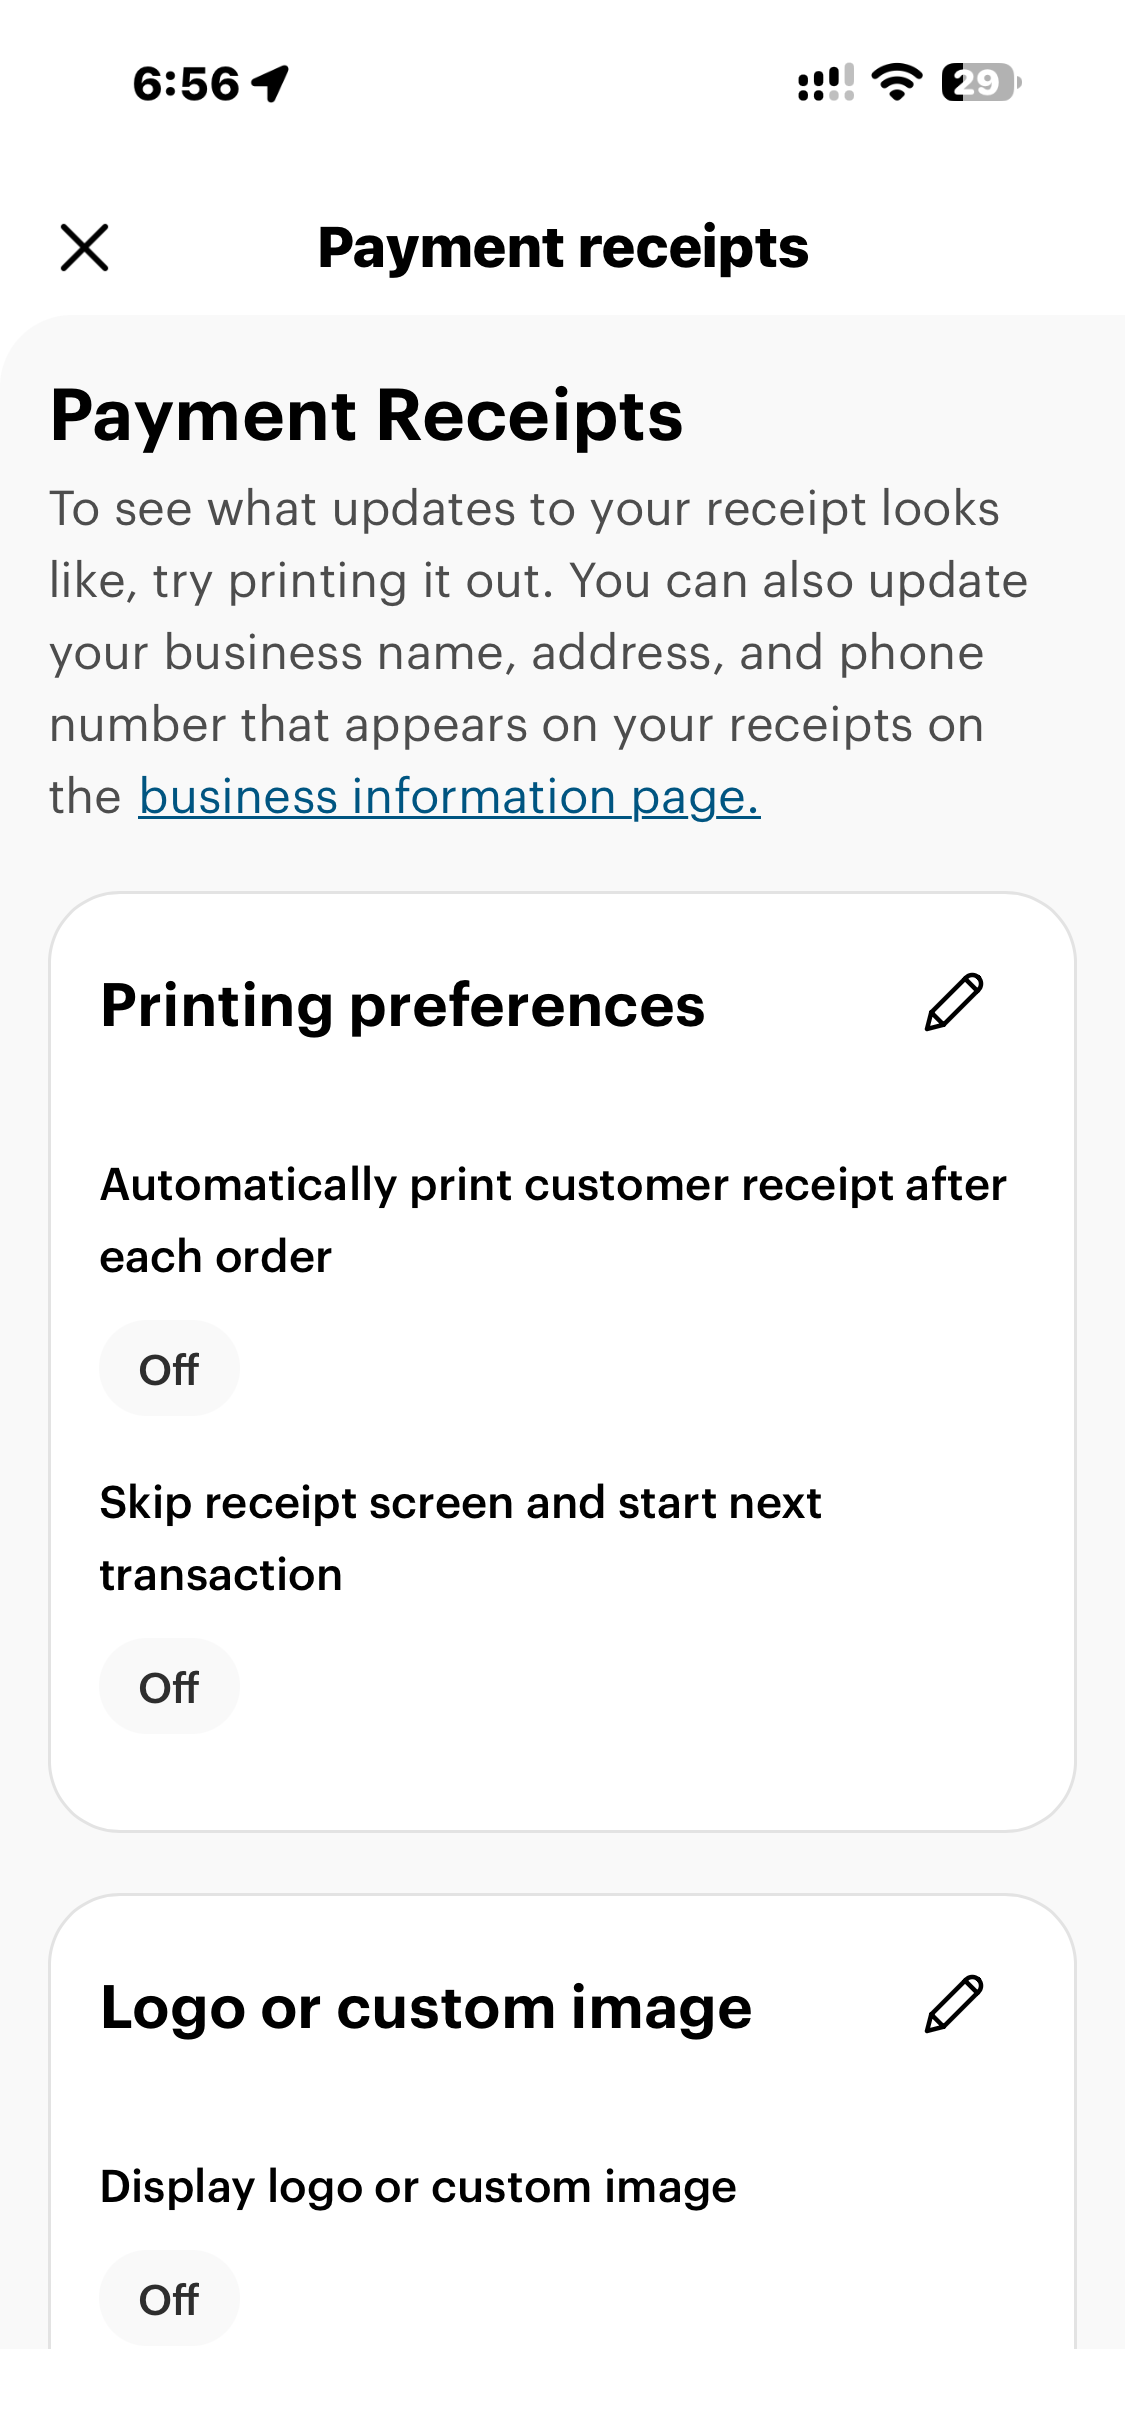 6:56
29
Payment receipts
Payment Receipts
To see what updates to your receipt looks
like, try printing it out. You can also update
your business name, address, and phone
number that appears on your receipts on
the business information page.
Printing preferences
Automatically print customer receipt after
each order
Off
Skip receipt screen and start next
transaction
Off
Logo or custom image
Display logo or custom image
Off